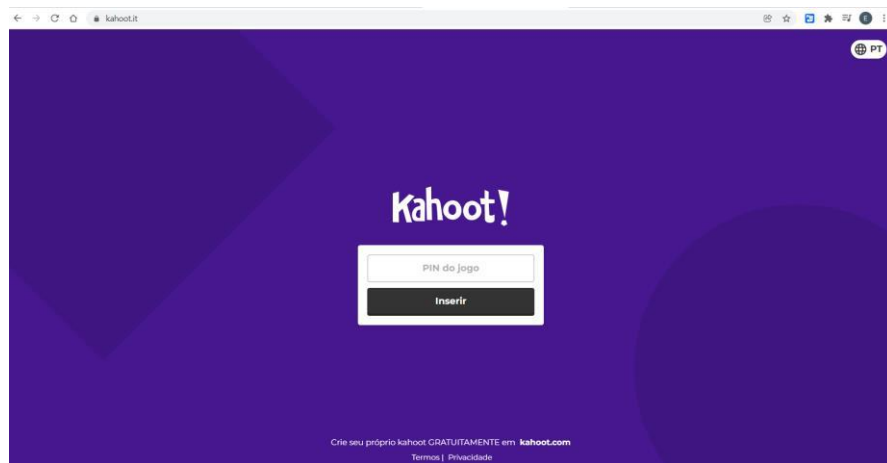 kahoot.it
PT
Kahoot!
PIN do jogo
Inserir
Crie seu próprio kahoot GRATUITAMENTE em kahoot.com
Termos | Privacidade